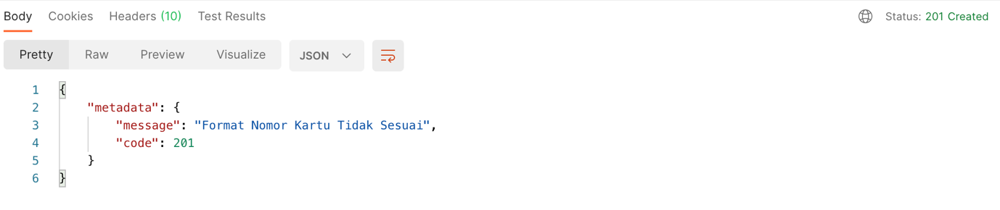 Body Cookies Headers (10) Test Results Status: 201 Created
Pretty Raw Preview Visualize JSON
1 {
2 "metadata": {
3 "message": "Format Nomor Kartu Tidak Sesuai",
4 "code": 201
5 }
6 }